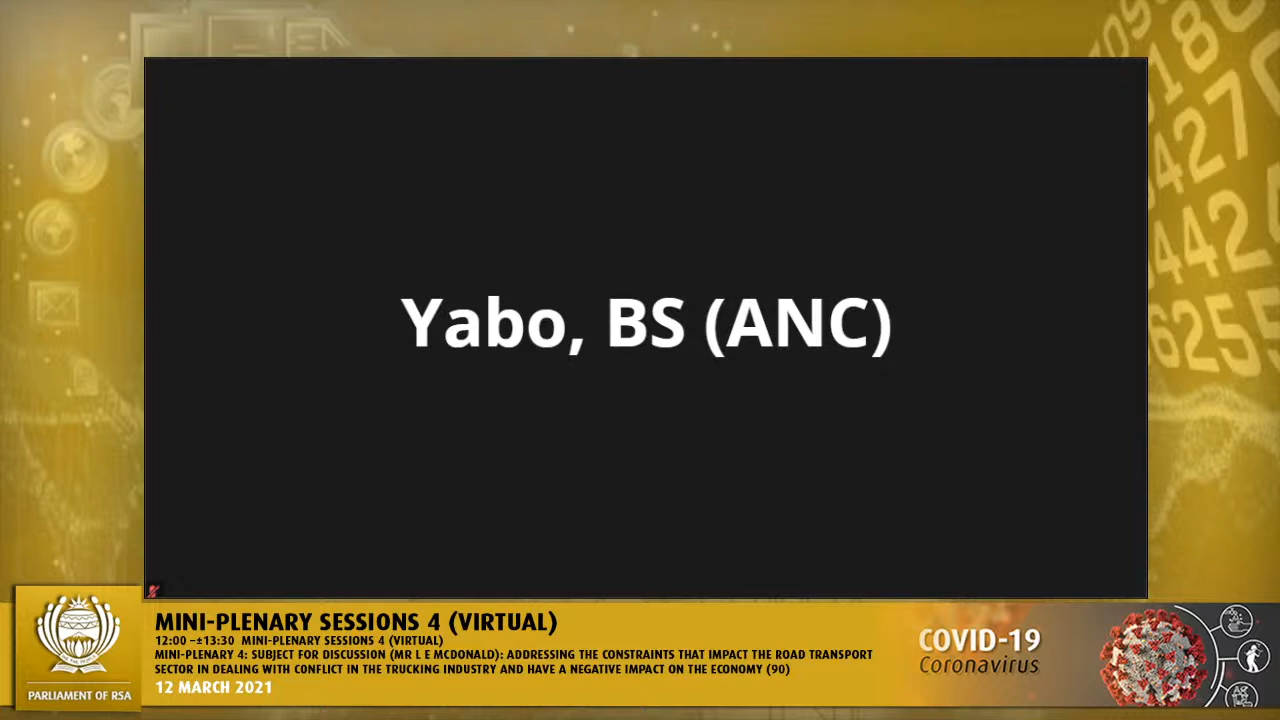 Yabo, BS (ANC)
MINI-PLENARY SESSIONS 4 (VIRTUAL)
12:00 –±13:30 MINI-PLENARY SESSIONS 4 (VIRTUAL)
MINI-PLENARY 4: SUBJECT FOR DISCUSSION (MR L E MCDONALD): ADDRESSING THE CONSTRAINTS THAT IMPACT THE ROAD TRANSPORT
SECTOR IN DEALING WITH CONFLICT IN THE TRUCKING INDUSTRY AND HAVE A NEGATIVE IMPACT ON THE ECONOMY (90)
12 MARCH 2021
PARLIAMENT OF RSA
COVID-19
Coronavirus